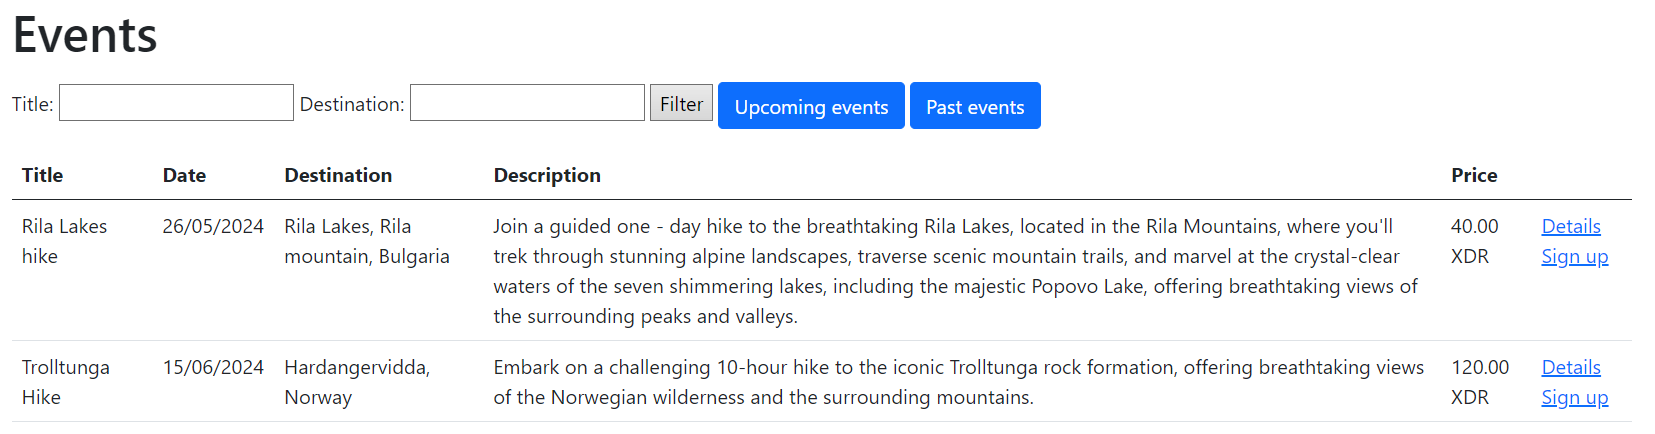 Events
Title: Destination: Filter Upcoming events Past events
Title Date Destination Description Price
Rila Lakes 26/05/2024 Rila Lakes, Rila Join a guided one - day hike to the breathtaking Rila Lakes, located in the Rila Mountains, where you'll 40.00 Details
hike mountain, Bulgaria trek through stunning alpine landscapes, traverse scenic mountain trails, and marvel at the crystal-clear XDR Sign up
waters of the seven shimmering lakes, including the majestic Popovo Lake, offering breathtaking views of
the surrounding peaks and valleys.
Trolltunga 15/06/2024 Hardangervidda, Embark on a challenging 10-hour hike to the iconic Trolltunga rock formation, offering breathtaking views 120.00 Details
Hike Norway of the Norwegian wilderness and the surrounding mountains. XDR Sign up